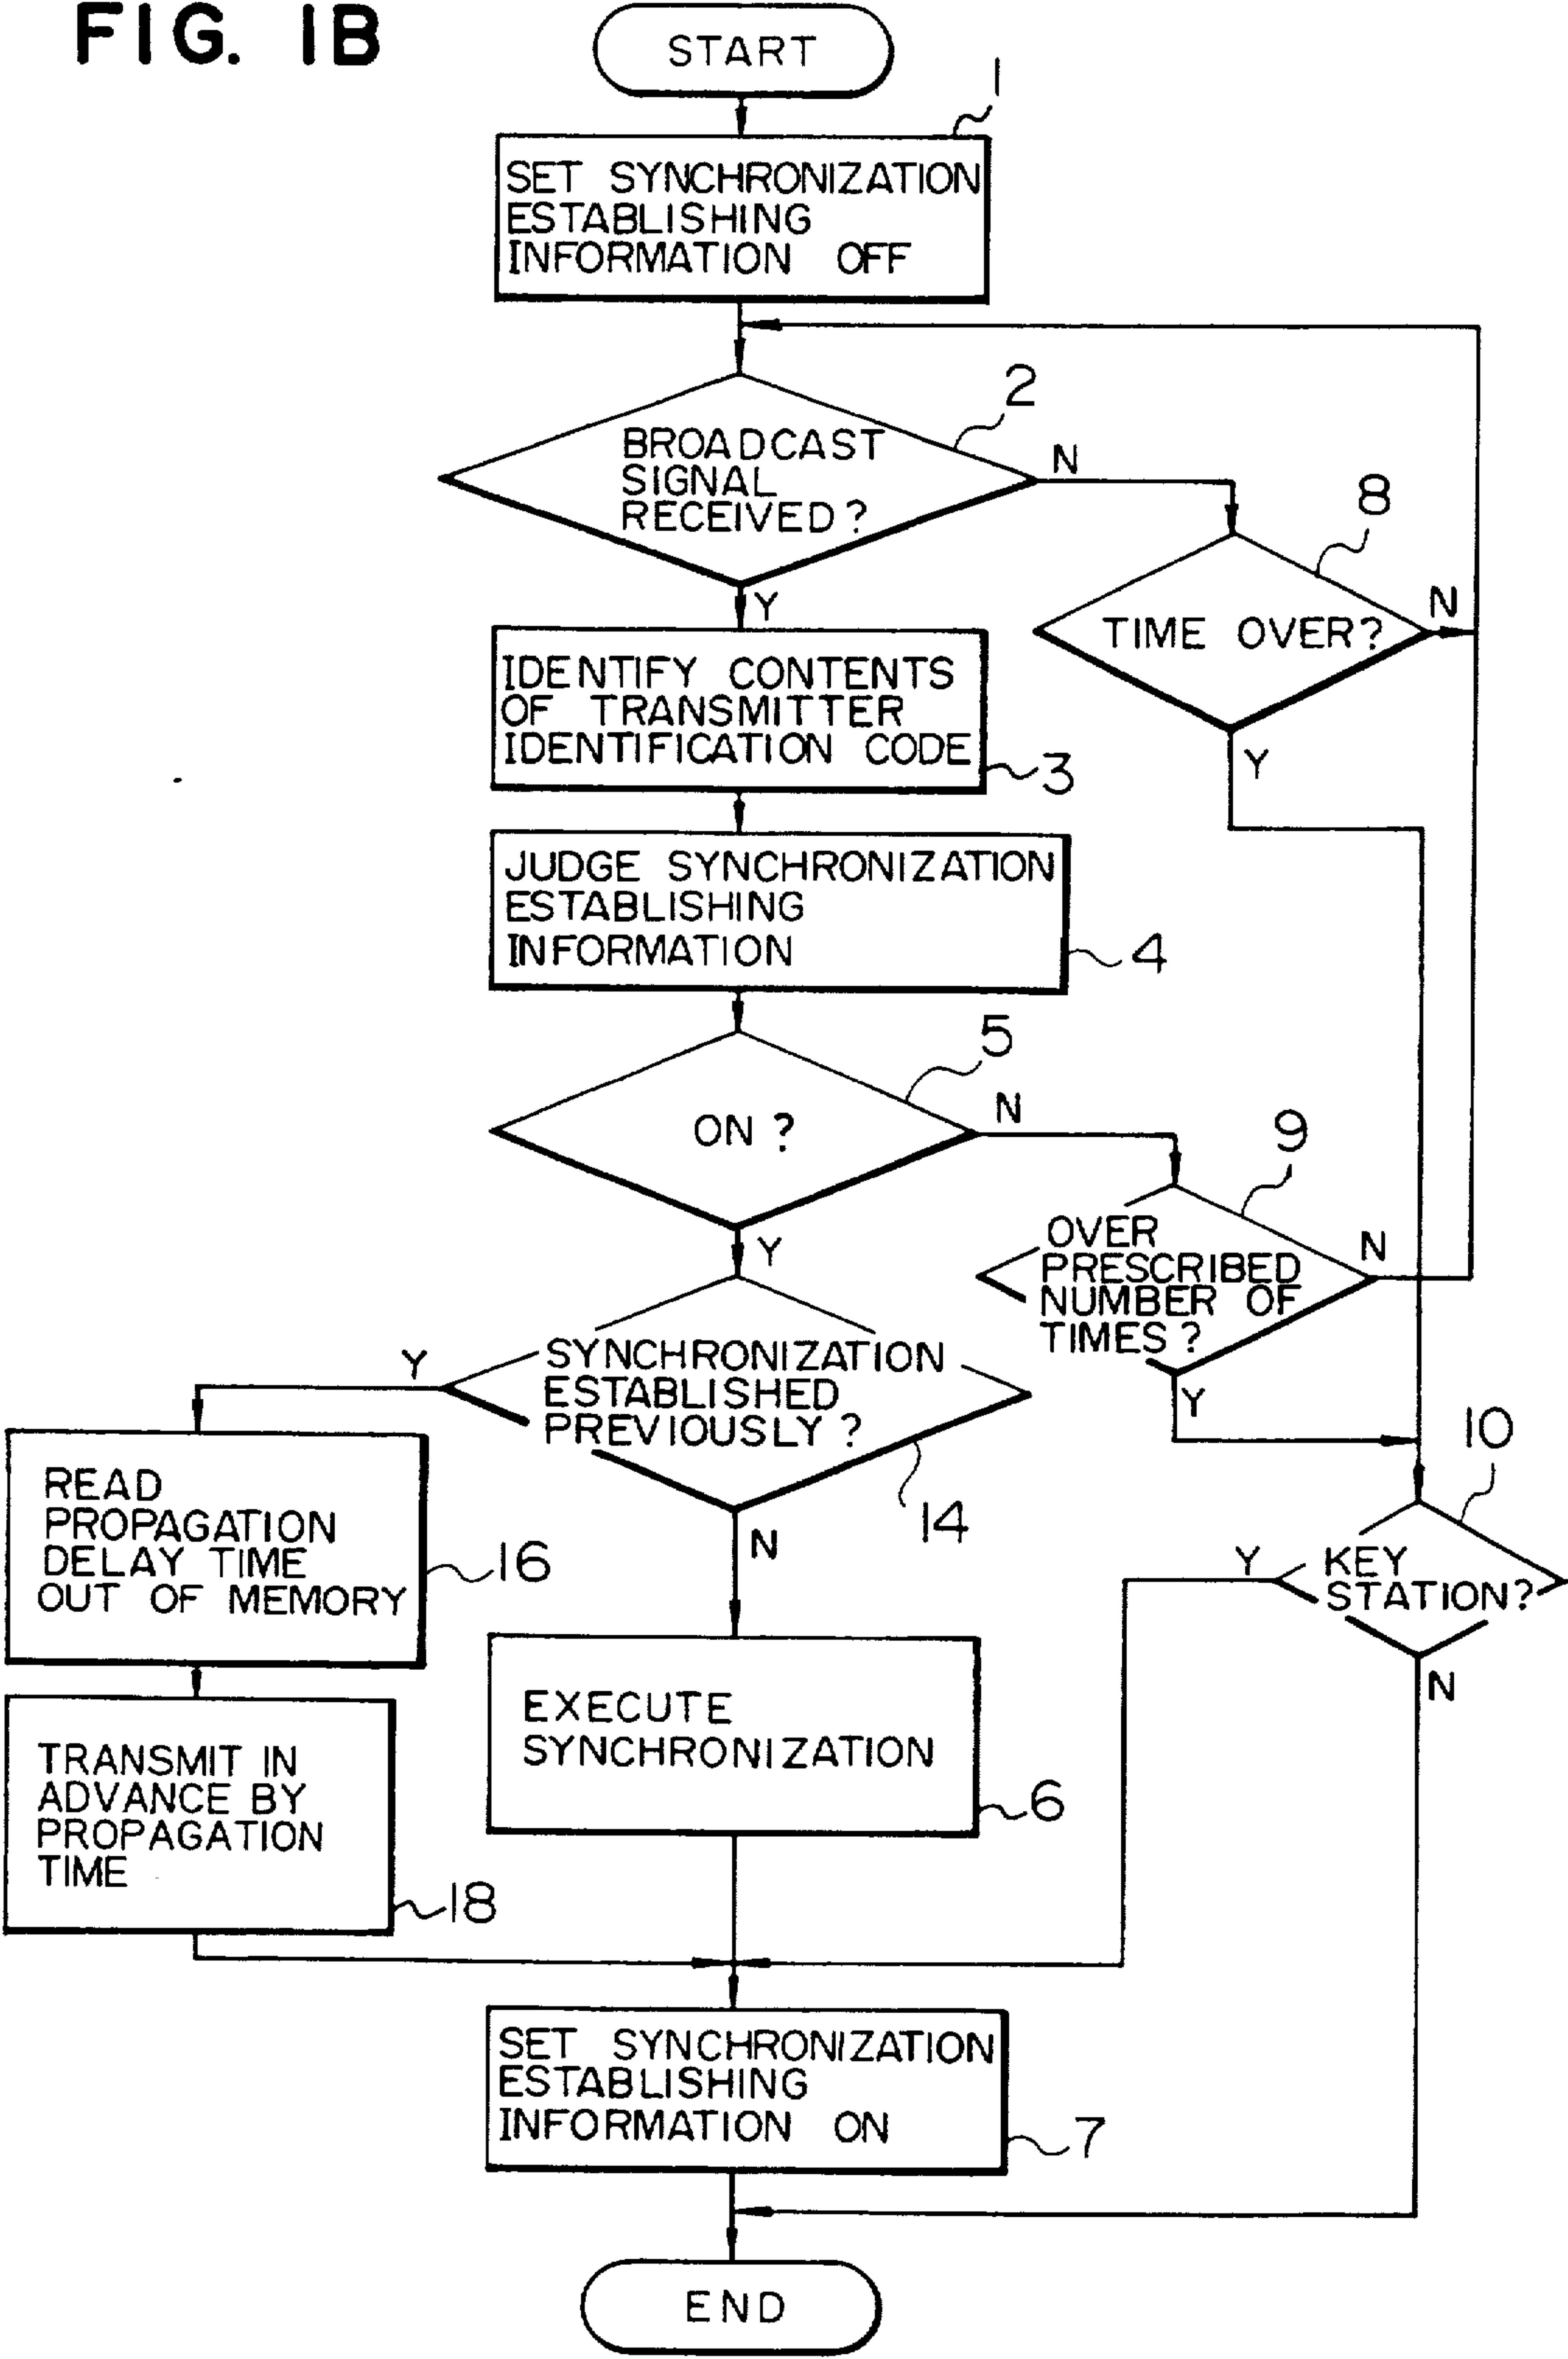 FIG. 1B
START
1
SET SYNCHRONIZATION
ESTABLISHING
INFORMATION OFF
2
BROADCAST
SIGNAL
RECEIVED?
N
Y
8
TIME OVER?
N
Y
IDENTIFY CONTENTS
OF TRANSMITTER
IDENTIFICATION CODE
3
JUDGE SYNCHRONIZATION
ESTABLISHING
INFORMATION
4
5
ON?
N
Y
9
OVER
PRESCRIBED
NUMBER OF
TIMES?
N
Y
SYNCHRONIZATION
ESTABLISHED
PREVIOUSLY?
Y
14
N
10
KEY
STATION?
Y
N
READ
PROPAGATION
DELAY TIME
OUT OF MEMORY
16
EXECUTE
SYNCHRONIZATION
6
TRANSMIT IN
ADVANCE BY
PROPAGATION
TIME
18
SET SYNCHRONIZATION
ESTABLISHING
INFORMATION ON
7
END